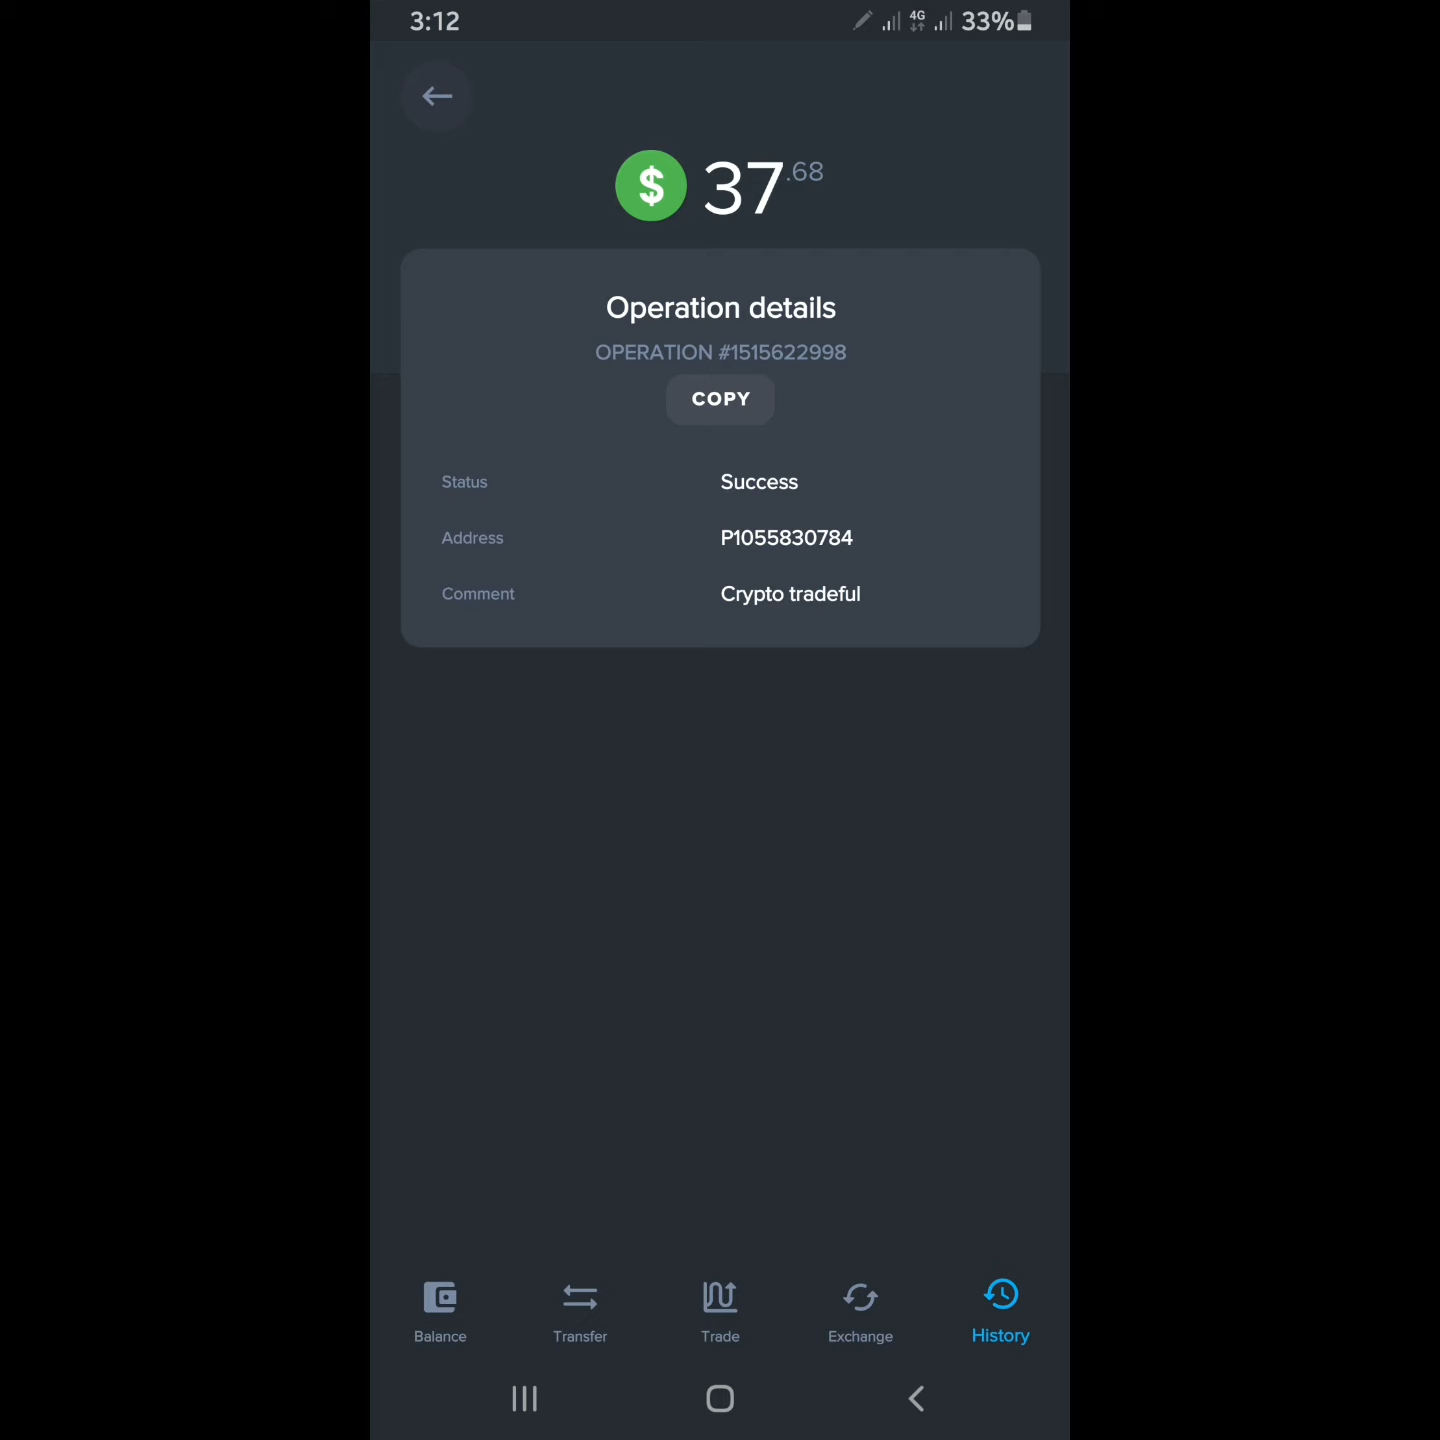 3:12 4G 33%
$ 37.68
Operation details
OPERATION #1515622998
COPY
Status Success
Address P1055830784
Comment Crypto tradeful
Balance Transfer Trade Exchange History